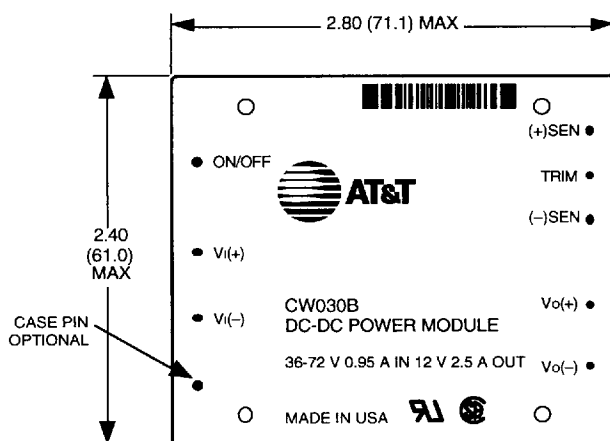 2.80 (71.1) MAX
(+)SEN
ON/OFF
AT&T
TRIM
(−)SEN
2.40
(61.0)
MAX
VI(+)
VI(−)
CASE PIN
OPTIONAL
CW030B
DC-DC POWER MODULE
VO(+)
36-72 V 0.95 A IN 12 V 2.5 A OUT
VO(−)
MADE IN USA